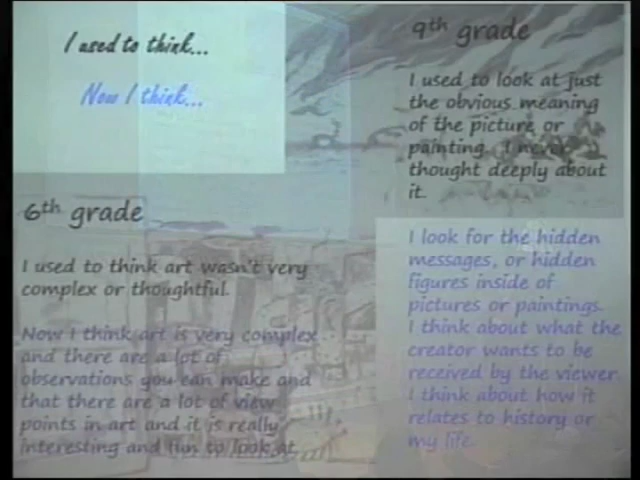 I used to think...
Now I think...
6th grade
I used to think art wasn't very
complex or thoughtful.
Now I think art is very complex
and there are a lot of
observations you can make and
that there are a lot of view
points in art and it is really
interesting and fun to look at
9th grade
I used to look at just
the obvious meaning
of the picture or
painting. I never
thought deeply about
it.
I look for the hidden
messages, or hidden
figures inside of
pictures or paintings.
I think about what the
creator wants to be
received by the viewer.
I think about how it
relates to history or
my life.